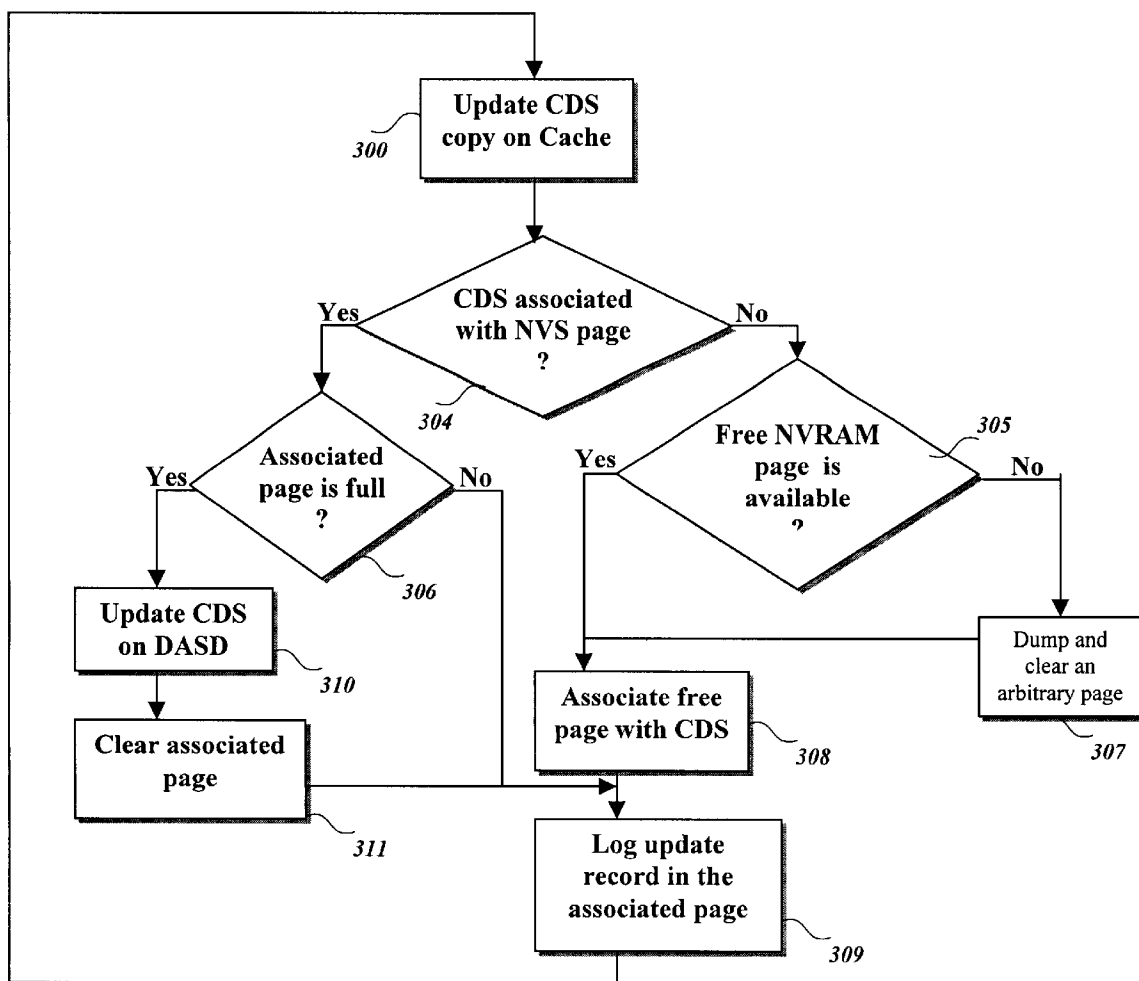 Update CDS
copy on Cache
300
CDS associated
with NVS page
?
Yes
No
304
Free NVRAM
page is
available
?
305
Yes
No
Associated
page is full
?
Yes
No
306
Update CDS
on DASD
310
Dump and
clear an
arbitrary page
307
Associate free
page with CDS
308
Clear associated
page
311
Log update
record in the
associated page
309